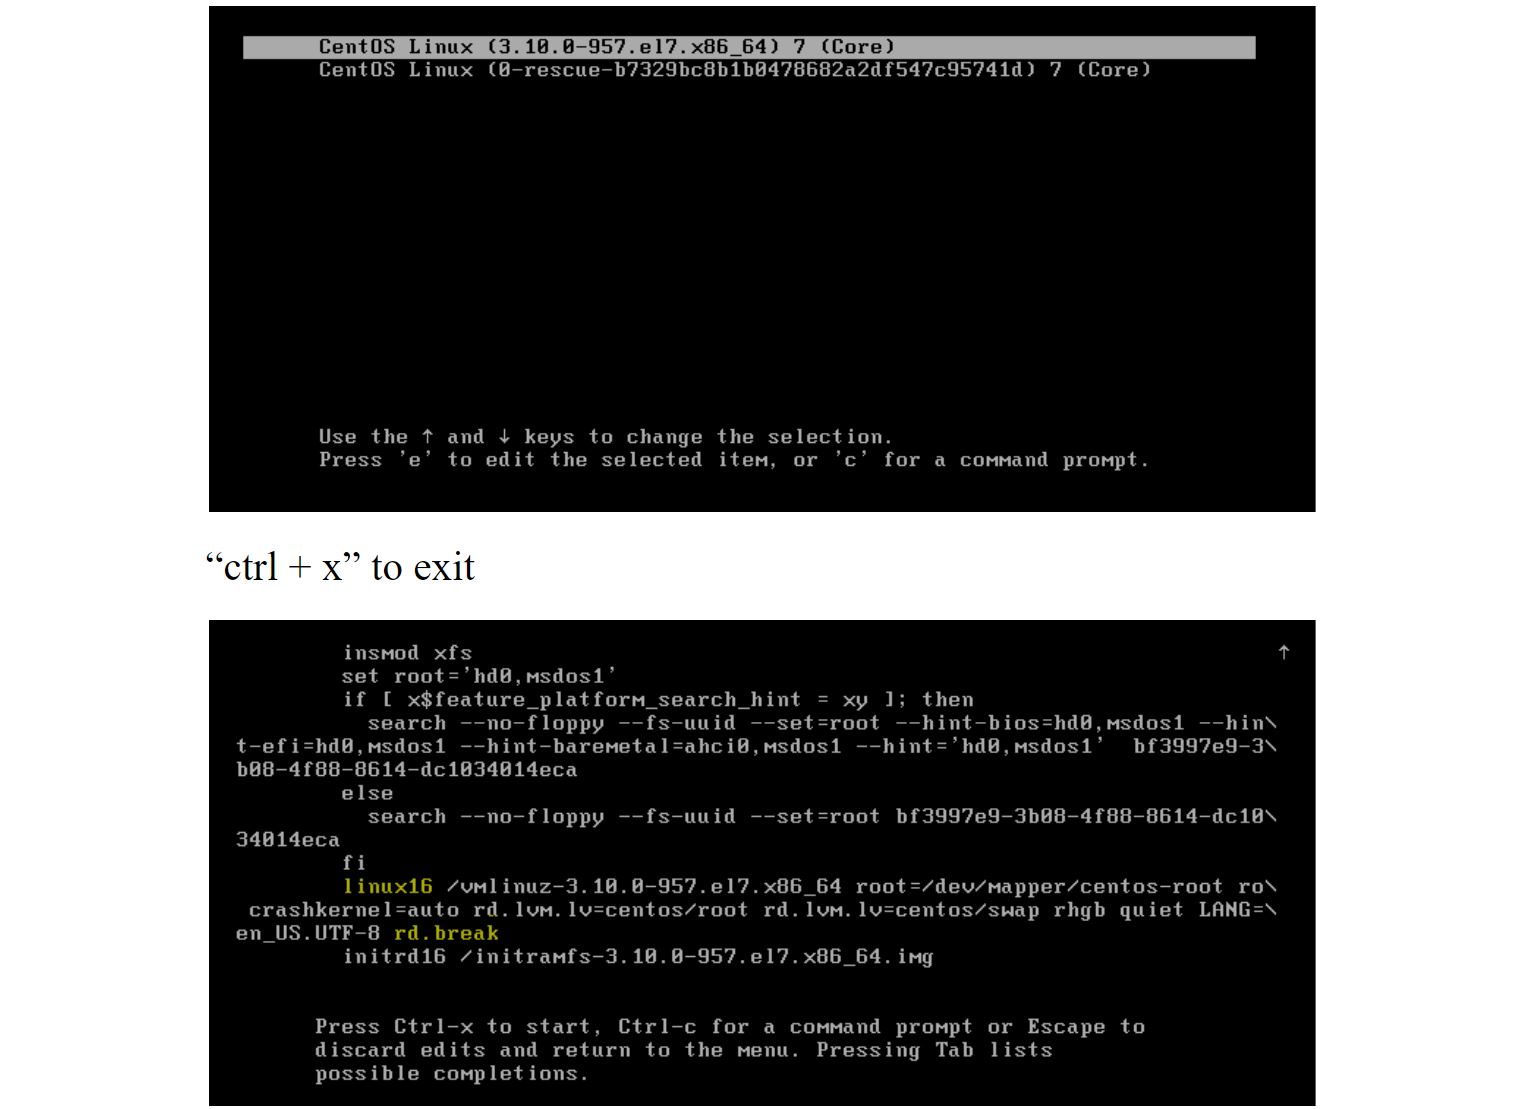 CentOS Linux (3.10.0-957.el7.x86_64) 7 (Core)
CentOS Linux (0-rescue-b7329bc8b1b0478682a2df547c95741d) 7 (Core)
Use the ↑ and ↓ keys to change the selection.
Press 'e' to edit the selected item, or 'c' for a command prompt.
“ctrl + x” to exit
insmod xfs ↑
set root='hd0,msdos1'
if [ x$feature_platform_search_hint = xy ]; then
search --no-floppy --fs-uuid --set=root --hint-bios=hd0,msdos1 --hin\
t-efi=hd0,msdos1 --hint-baremetal=ahci0,msdos1 --hint='hd0,msdos1' bf3997e9-3\
b08-4f88-8614-dc1034014eca
else
search --no-floppy --fs-uuid --set=root bf3997e9-3b08-4f88-8614-dc10\
34014eca
fi
linux16 /vmlinuz-3.10.0-957.el7.x86_64 root=/dev/mapper/centos-root ro\
crashkernel=auto rd.lvm.lv=centos/root rd.lvm.lv=centos/swap rhgb quiet LANG=\
en_US.UTF-8 rd.break
initrd16 /initramfs-3.10.0-957.el7.x86_64.img
Press Ctrl-x to start, Ctrl-c for a command prompt or Escape to
discard edits and return to the menu. Pressing Tab lists
possible completions.